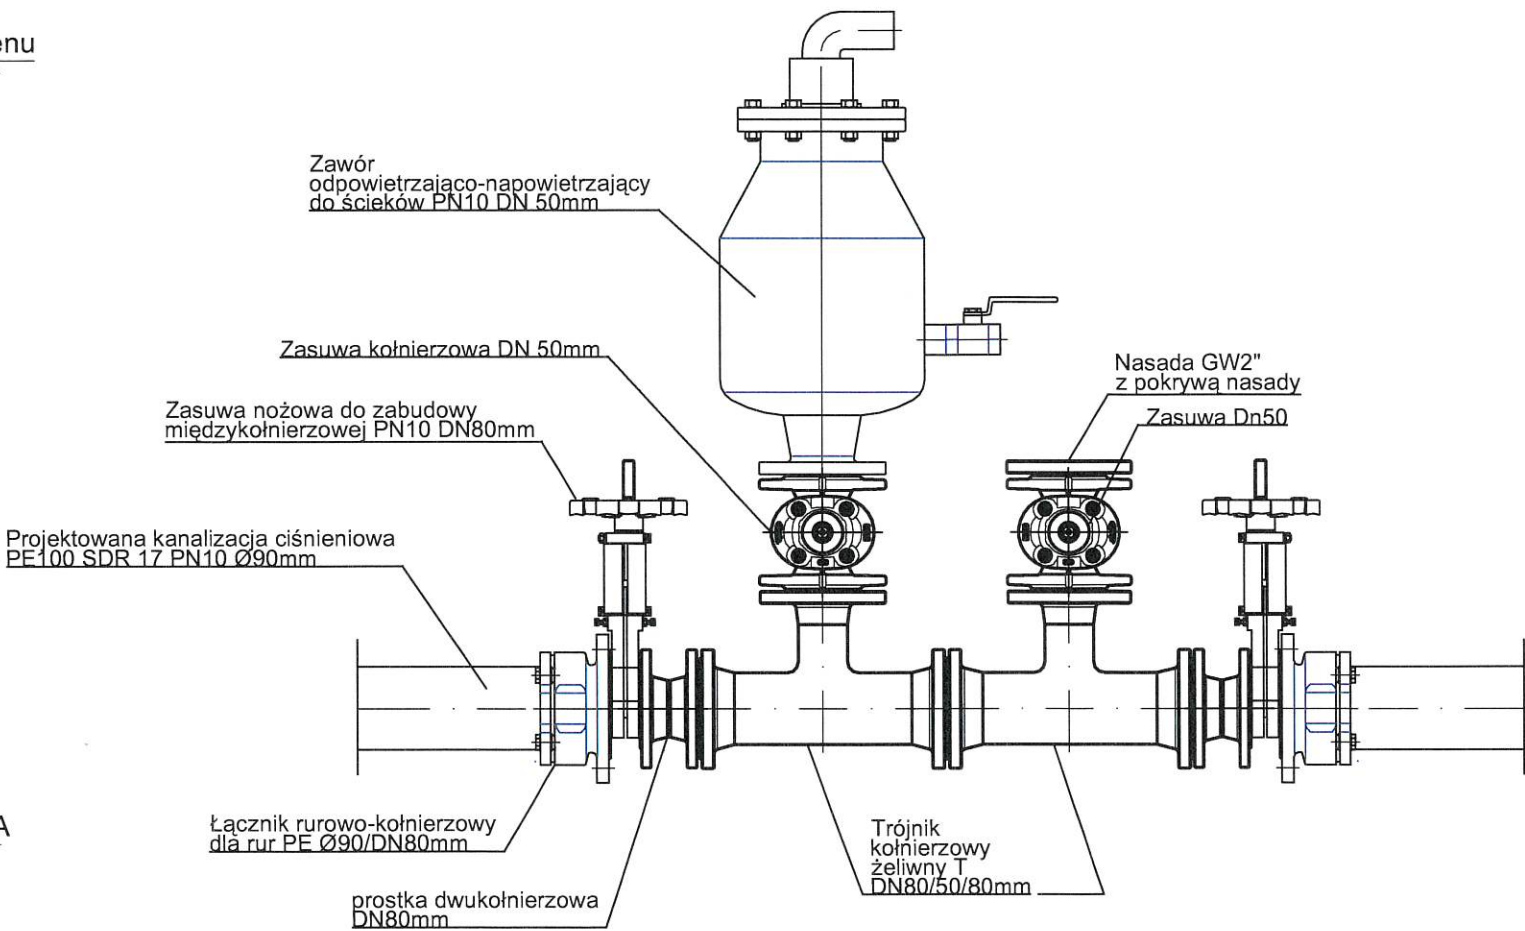 enu
Zawór
odpowietrzająco-napowietrzający
do ścieków PN10 DN 50mm
Zasuwa kołnierzowa DN 50mm
Nasada GW2"
z pokrywą nasady
Zasuwa nożowa do zabudowy
międzykołnierzowej PN10 DN80mm
Zasuwa Dn50
Projektowana kanalizacja ciśnieniowa
PE100 SDR 17 PN10 Ø90mm
A
Łącznik rurowo-kołnierzowy
dla rur PE Ø90/DN80mm
Trójnik
kołnierzowy
żeliwny T
DN80/50/80mm
prostka dwukołnierzowa
DN80mm